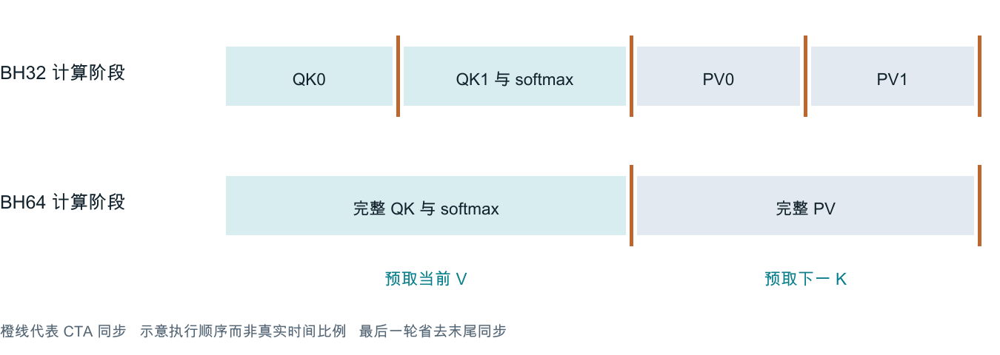 BH32 计算阶段
QK0
QK1 与 softmax
PV0
PV1
BH64 计算阶段
完整 QK 与 softmax
完整 PV
预取当前 V
预取下一 K
橙线代表 CTA 同步 示意执行顺序而非真实时间比例 最后一轮省去末尾同步